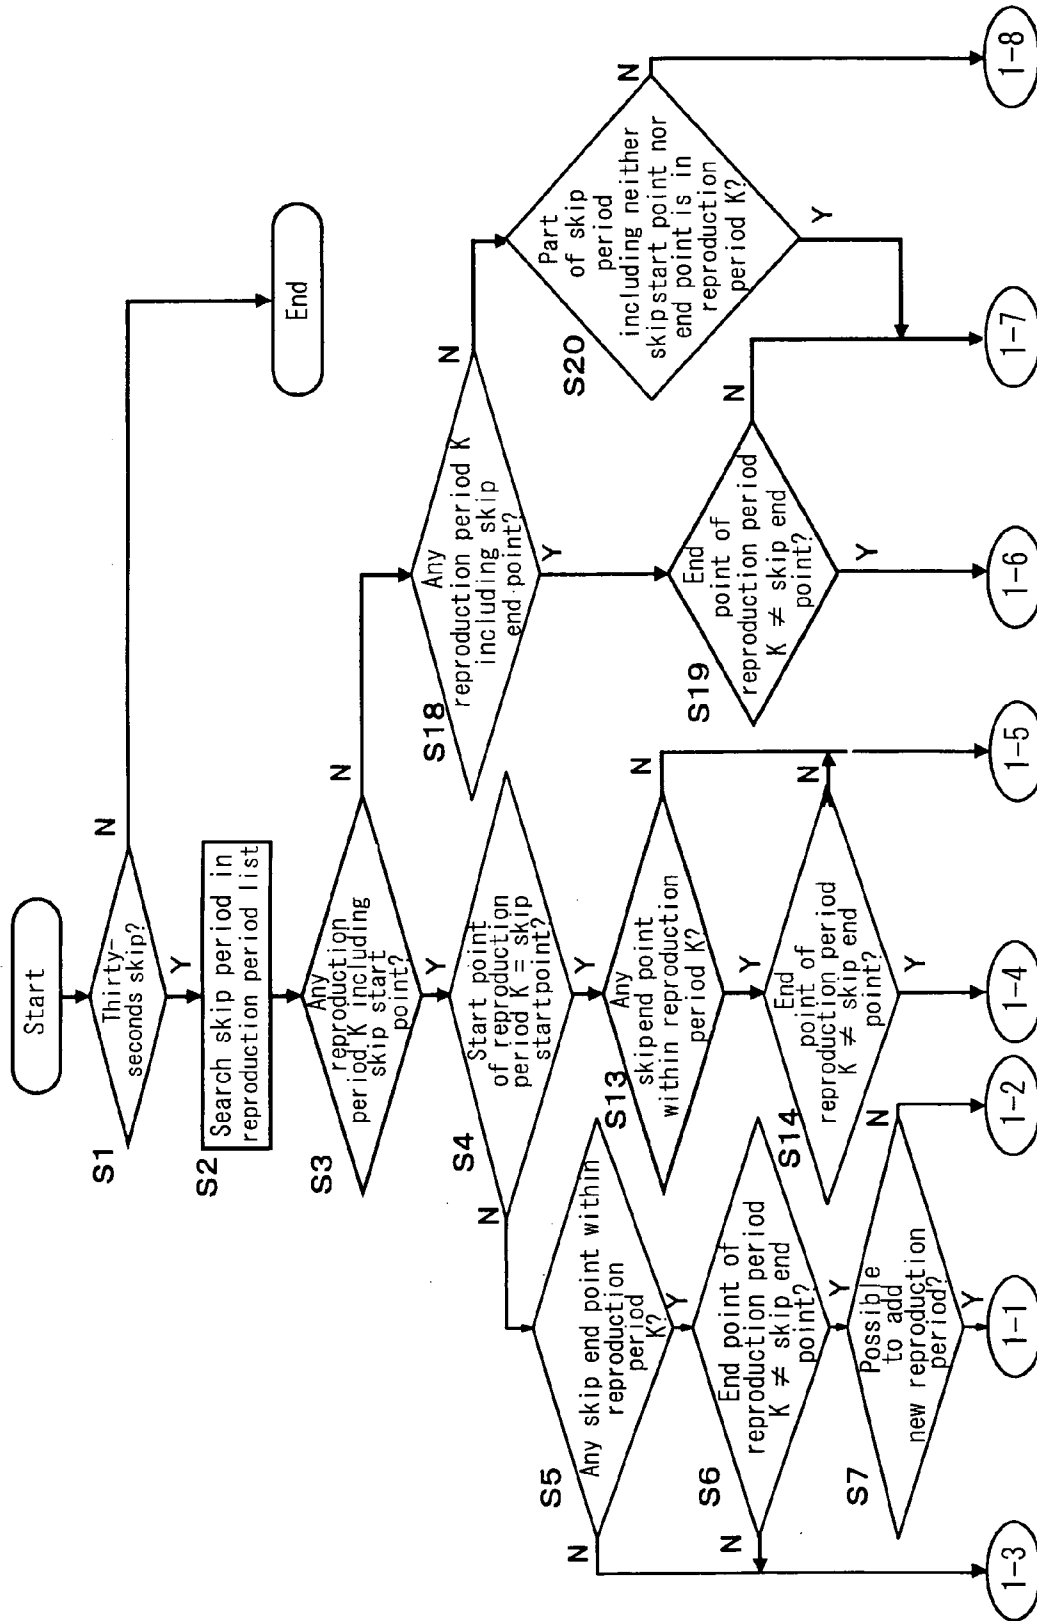 Start
S1
Thirty-
seconds skip?
N
Y
End
S2
Search skip period in
reproduction period list
S3
Any
reproduction
period K including
skip start
point?
N
Y
S4
Start point
of reproduction
period K = skip
startpoint?
N
Y
S18
Any
reproduction period K
including skip
end point?
N
Y
S5
Any skip end point within
reproduction
period
K?
N
Y
S13
Any
skipend point
within reproduction
period K?
N
Y
S20
Part
of skip
period
including neither
skipstart point nor
end point is in
reproduction
period K?
N
Y
S6
End point of
reproduction period
K ≠ skip end
point?
N
Y
S14
End
point of
reproduction period
K ≠ skip end
point?
N
Y
S19
End
point of
reproduction period
K ≠ skip end
point?
N
Y
S7
Possible
to add
new reproduction
period?
N
Y
1-3
1-1
1-2
1-4
1-5
1-6
1-7
1-8